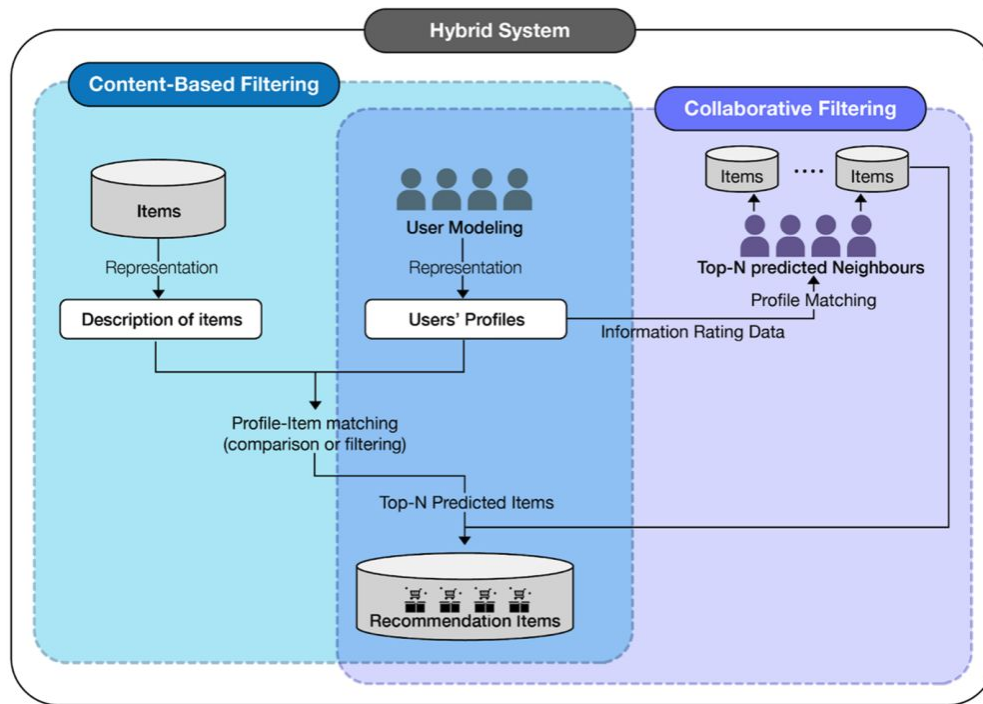 Hybrid System
Content-Based Filtering
Collaborative Filtering
Items
Representation
Description of items
User Modeling
Representation
Users' Profiles
Items
....
Items
Top-N predicted Neighbours
Profile Matching
Information Rating Data
Profile-Item matching
(comparison or filtering)
Top-N Predicted Items
Recommendation Items